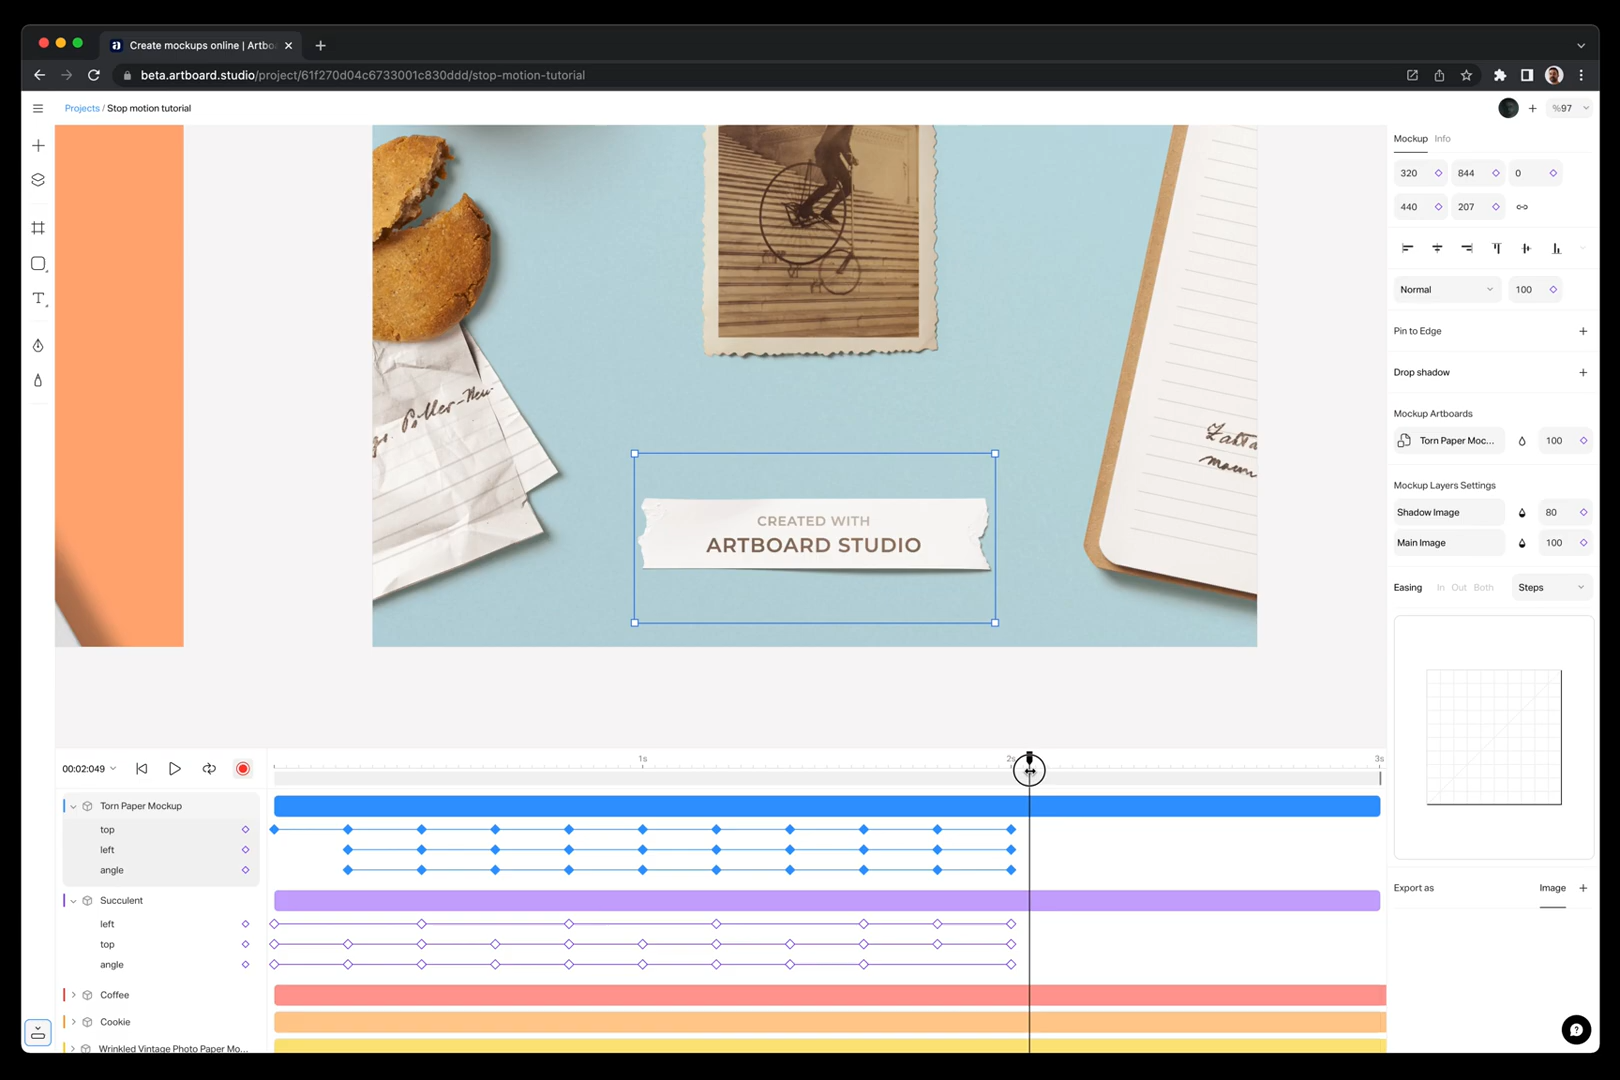 Create mockups online | Artbo
beta.artboard.studio/project/61f270d04c6733001c830ddd/stop-motion-tutorial
Projects / Stop motion tutorial
%97
Mockup Info
320 844 0
440 207
Normal 100
Pin to Edge
Drop shadow
Mockup Artboards
Torn Paper Moc... 100
Mockup Layers Settings
Shadow Image 80
Main Image 100
Easing In Out Both Steps
Export as Image
CREATED WITH
ARTBOARD STUDIO
00:02:049
1s 2s 3s
Torn Paper Mockup
top
left
angle
Succulent
left
top
angle
Coffee
Cookie
Wrinkled Vintage Photo Paper Mo...